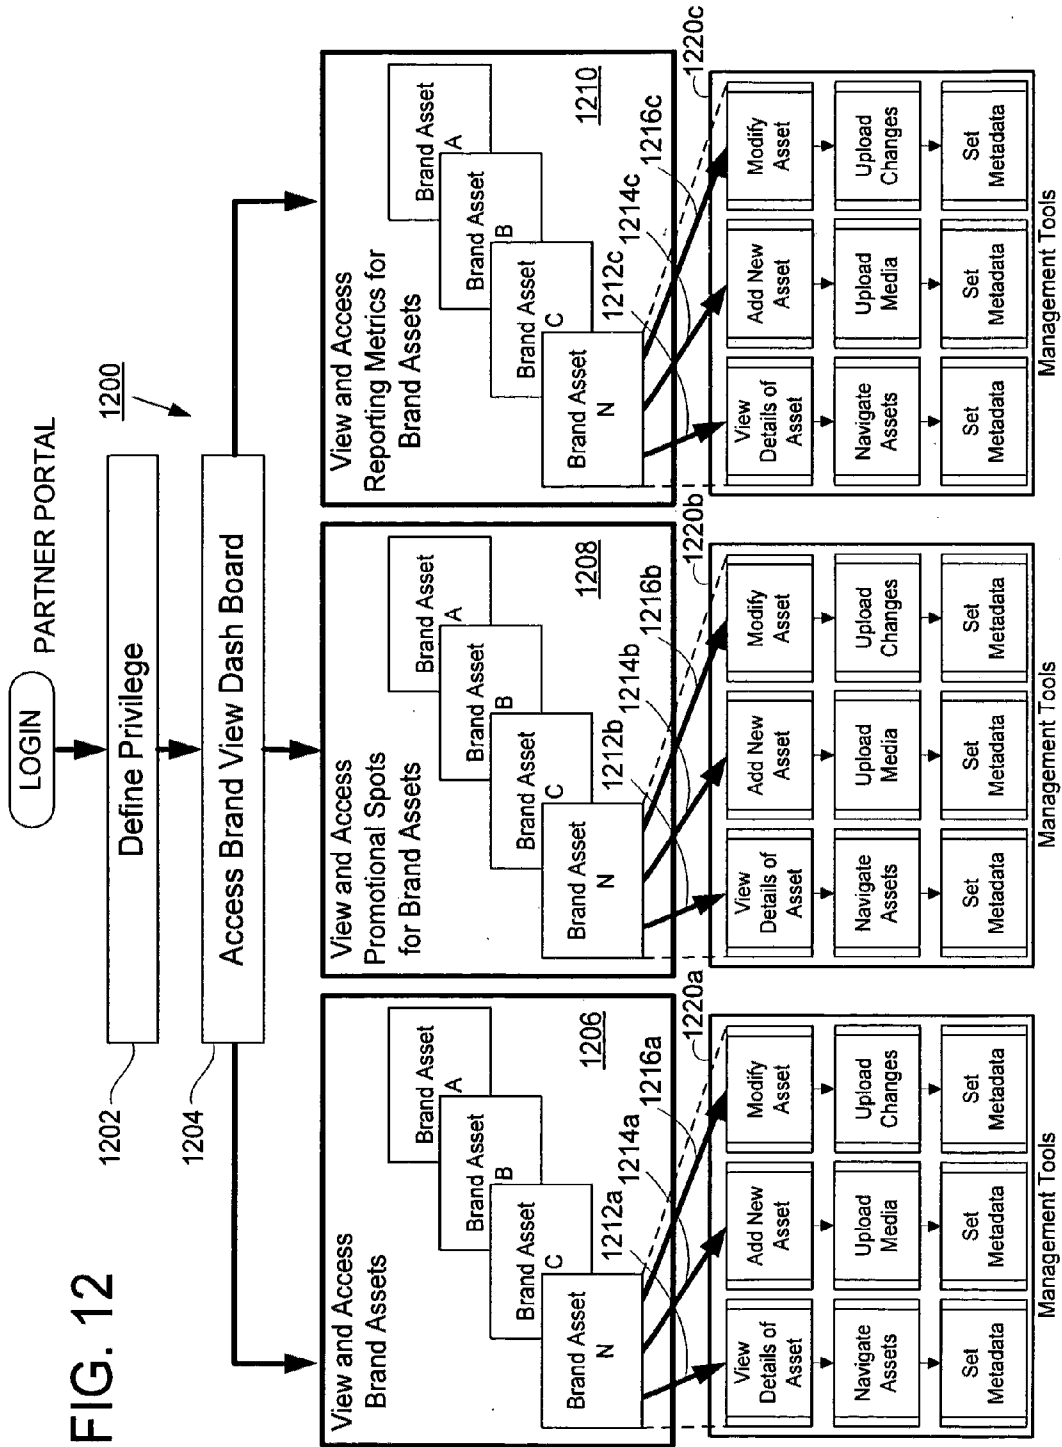 FIG. 12
LOGIN
PARTNER PORTAL
1200
Define Privilege
1202
Access Brand View Dash Board
1204
View and Access
Brand Assets
Brand Asset
A
Brand Asset
B
Brand Asset
C
Brand Asset
N
1206
1212a
1214a
1216a
1220a
View
Details of
Asset
Add New
Asset
Modify
Asset
Navigate
Assets
Upload
Media
Upload
Changes
Set
Metadata
Set
Metadata
Set
Metadata
Management Tools
View and Access
Promotional Spots
for Brand Assets
Brand Asset
A
Brand Asset
B
Brand Asset
C
Brand Asset
N
1208
1212b
1214b
1216b
1220b
View
Details of
Asset
Add New
Asset
Modify
Asset
Navigate
Assets
Upload
Media
Upload
Changes
Set
Metadata
Set
Metadata
Set
Metadata
Management Tools
View and Access
Reporting Metrics for
Brand Assets
Brand Asset
A
Brand Asset
B
Brand Asset
C
Brand Asset
N
1210
1212c
1214c
1216c
1220c
View
Details of
Asset
Add New
Asset
Modify
Asset
Navigate
Assets
Upload
Media
Upload
Changes
Set
Metadata
Set
Metadata
Set
Metadata
Management Tools